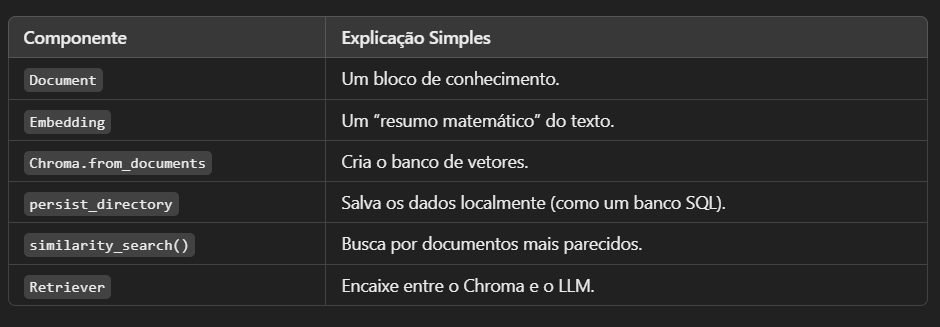 Componente Explicação Simples
Document Um bloco de conhecimento.
Embedding Um “resumo matemático” do texto.
Chroma.from_documents Cria o banco de vetores.
persist_directory Salva os dados localmente (como um banco SQL).
similarity_search() Busca por documentos mais parecidos.
Retriever Encaixe entre o Chroma e o LLM.